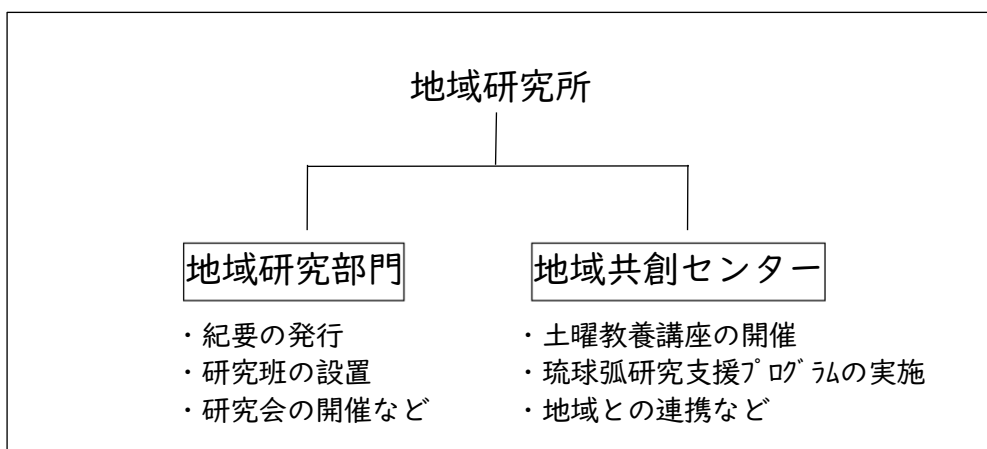 地域研究所
地域研究部門
・紀要の発行
・研究班の設置
・研究会の開催など
地域共創センター
・土曜教養講座の開催
・琉球弧研究支援ﾌﾟﾛｸﾞﾗﾑの実施
・地域との連携など